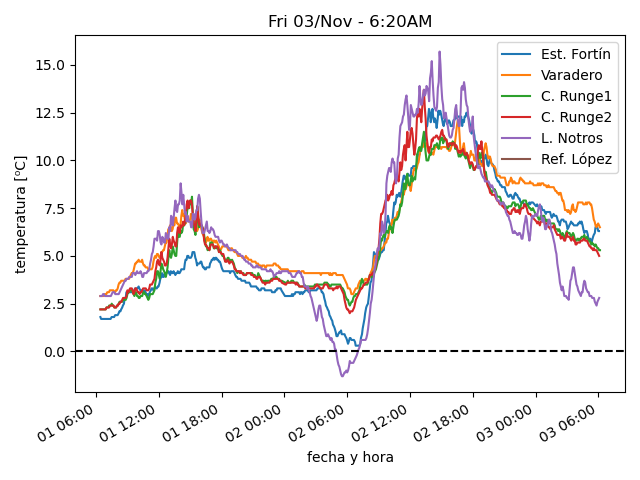 Fri 03/Nov - 6:20AM
temperatura [ºC]
15.0
12.5
10.0
7.5
5.0
2.5
0.0
Est. Fortín
Varadero
C. Runge1
C. Runge2
L. Notros
Ref. López
01 06:00
01 12:00
01 18:00
02 00:00
02 06:00
02 12:00
02 18:00
03 00:00
03 06:00
fecha y hora